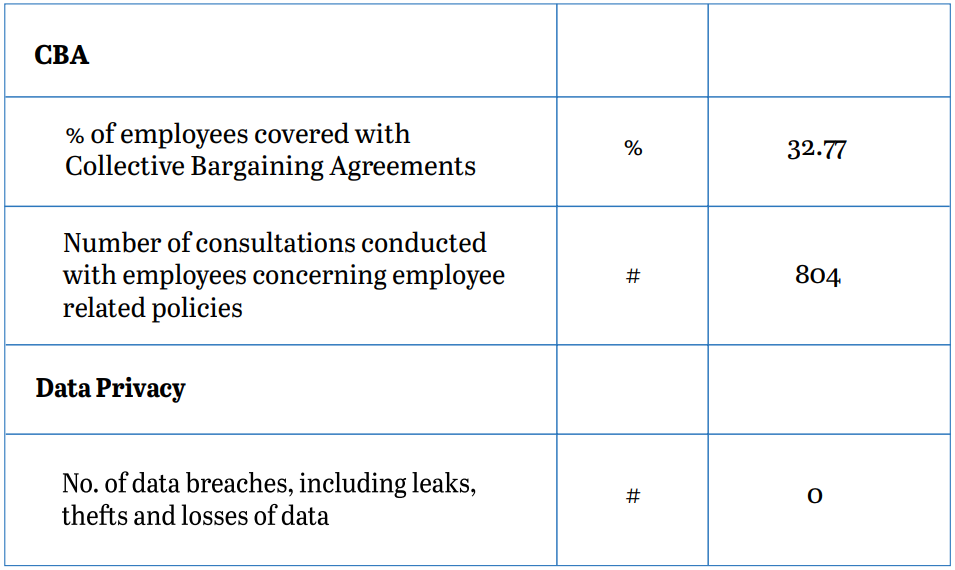 CBA
% of employees covered with
Collective Bargaining Agreements
%
32.77
Number of consultations conducted
with employees concerning employee
related policies
#
804
Data Privacy
No. of data breaches, including leaks,
thefts and losses of data
#
0